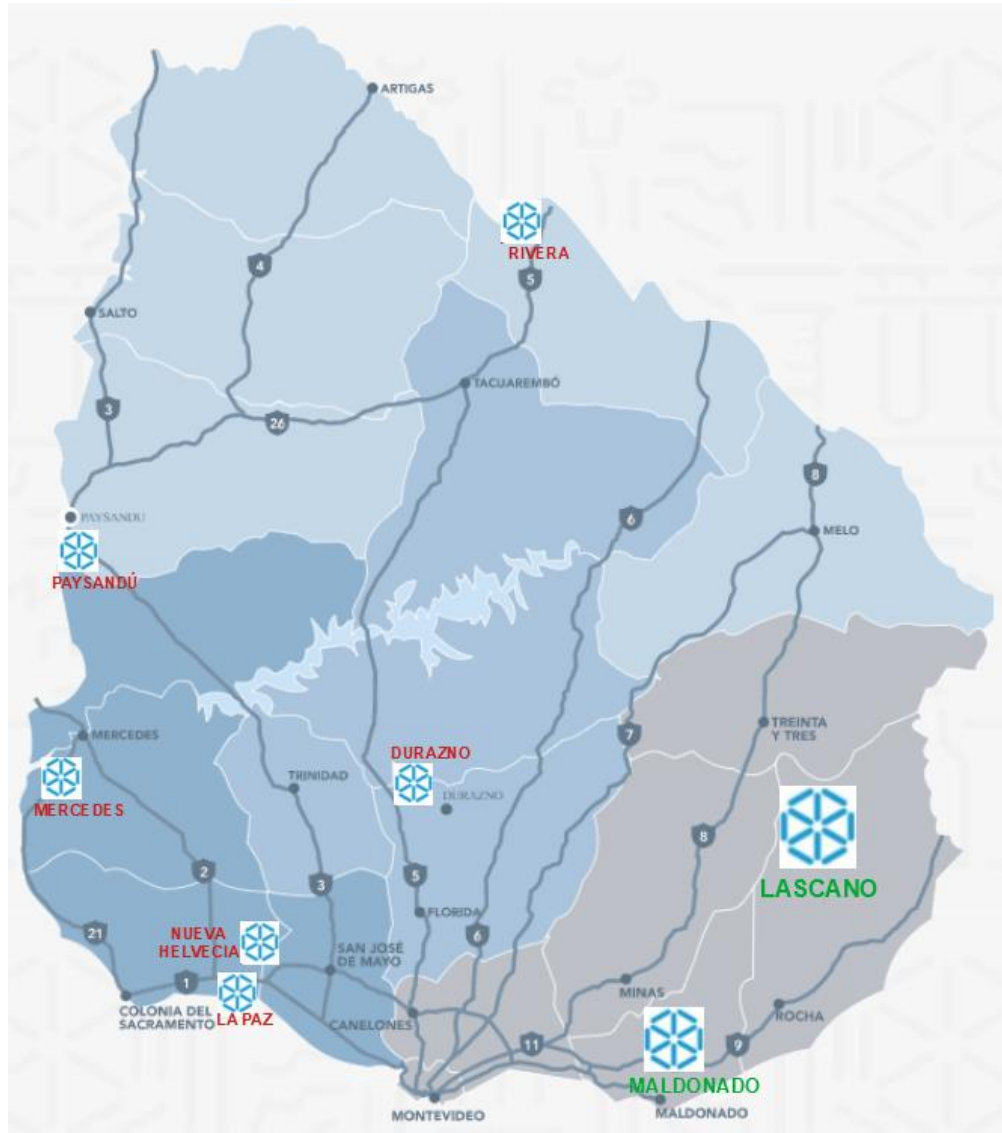 ARTIGAS
RIVERA
4
5
SALTO
TACUAREMBÓ
3
26
8
PAYSANDU
6
MELO
PAYSANDÚ
MERCEDES
7
TREINTA
Y TRES
DURAZNO
TRINIDAD
MERCEDES
DURAZNO
8
2
5
3
LASCANO
FLORIDA
21
NUEVA
HELVECIA
6
SAN JOSÉ
DE MAYO
1
MINAS
COLONIA DEL
SACRAMENTO
LA PAZ
CANELONES
ROCHA
11
9
MALDONADO
MONTEVIDEO
MALDONADO